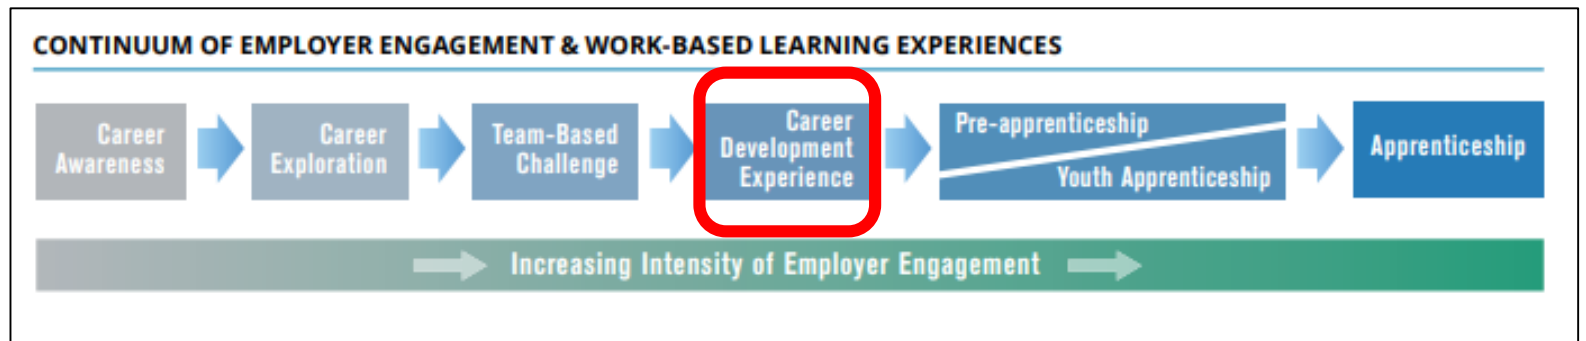 CONTINUUM OF EMPLOYER ENGAGEMENT & WORK-BASED LEARNING EXPERIENCES
Career
Awareness
Career
Exploration
Team-Based
Challenge
Career
Development
Experience
Pre-apprenticeship
Youth Apprenticeship
Apprenticeship
Increasing Intensity of Employer Engagement